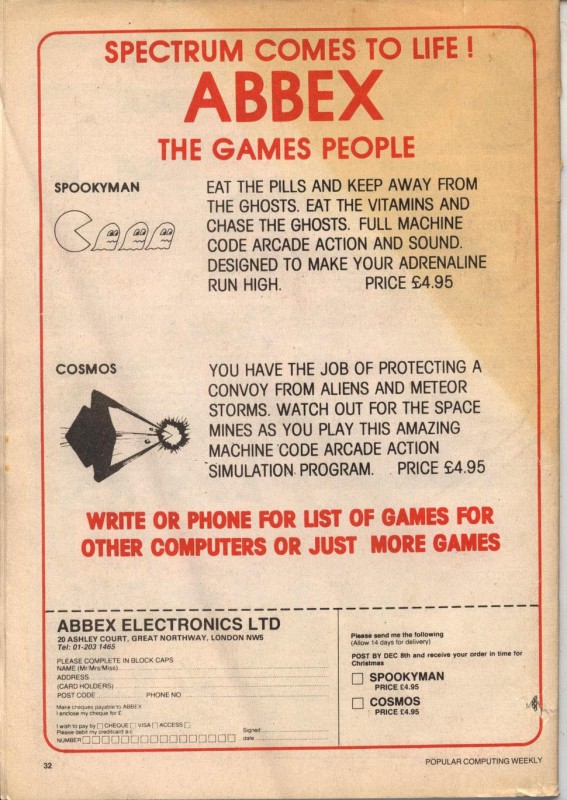 SPECTRUM COMES TO LIFE !
ABBEX
THE GAMES PEOPLE
SPOOKYMAN
EAT THE PILLS AND KEEP AWAY FROM
THE GHOSTS. EAT THE VITAMINS AND
CHASE THE GHOSTS. FULL MACHINE
CODE ARCADE ACTION AND SOUND.
DESIGNED TO MAKE YOUR ADRENALINE
RUN HIGH. PRICE £4.95
COSMOS
YOU HAVE THE JOB OF PROTECTING A
CONVOY FROM ALIENS AND METEOR
STORMS. WATCH OUT FOR THE SPACE
MINES AS YOU PLAY THIS AMAZING
MACHINE CODE ARCADE ACTION
SIMULATION PROGRAM. PRICE £4.95
WRITE OR PHONE FOR LIST OF GAMES FOR
OTHER COMPUTERS OR JUST MORE GAMES
ABBEX ELECTRONICS LTD
20 ASHLEY COURT, GREAT NORTHWAY, LONDON NW5
Tel: 01-203 1465
PLEASE COMPLETE IN BLOCK CAPS
NAME (Mr Mrs/Miss)
ADDRESS
(CARD HOLDERS)
POST CODE PHONE NO
Make cheques payable to ABBEX
I enclose my cheque for £
I wish to pay by CHEQUE VISA ACCESS
Please debit my creditcard a/c
NUMBER
Signed
date
Please send me the following
(Allow 14 days for delivery)
POST BY DEC 8th and receive your order in time for
Christmas
SPOOKYMAN
PRICE £4.95
COSMOS
PRICE £4.95
32
POPULAR COMPUTING WEEKLY